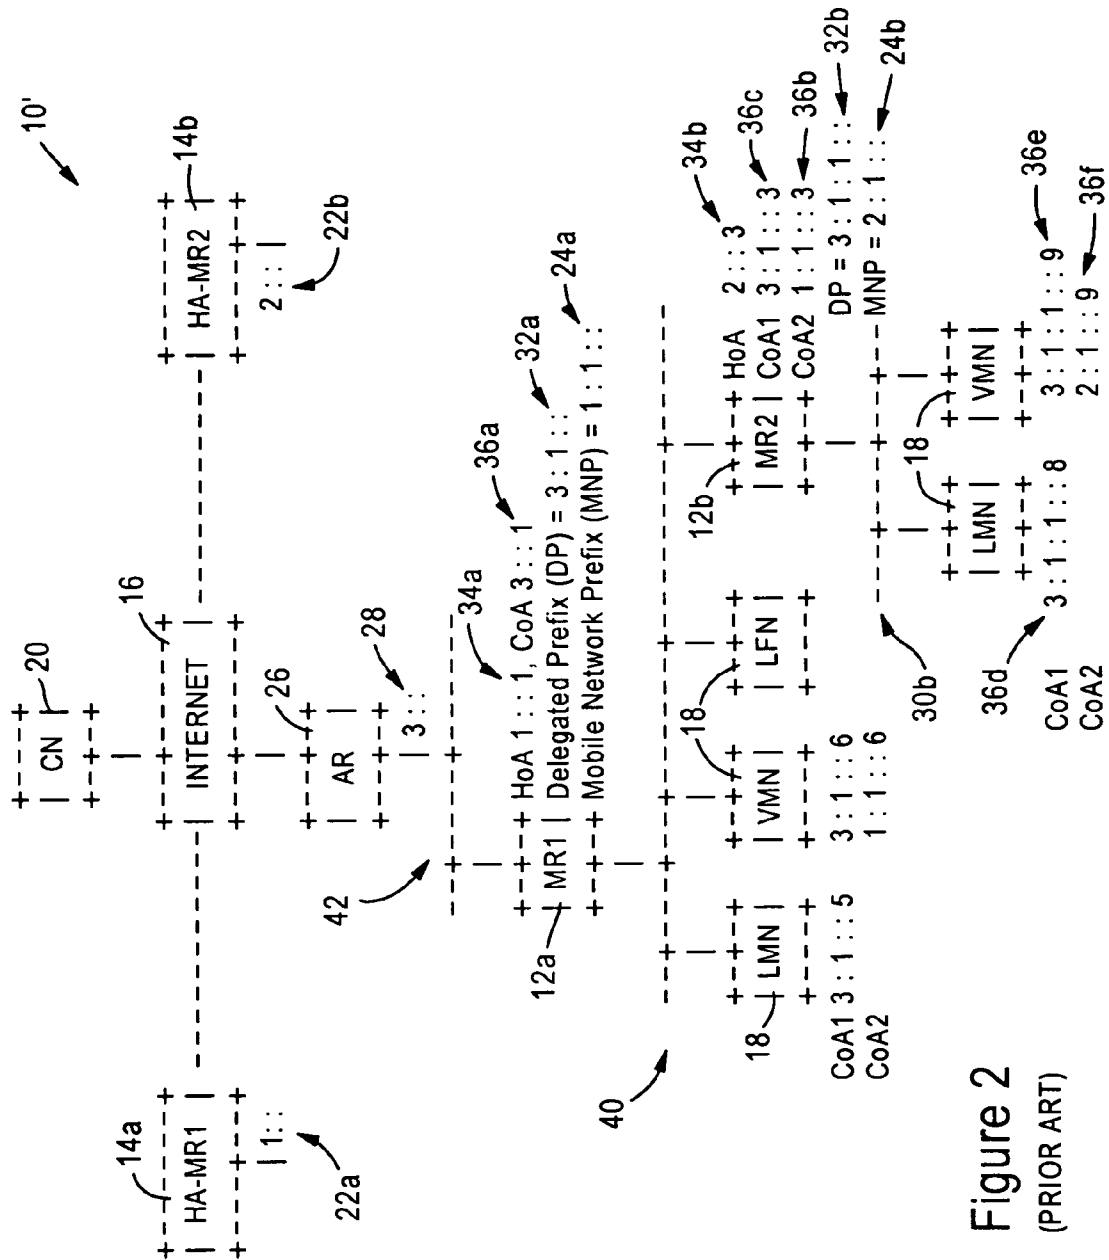 10'
+---+
| CN | 20
+---+
|
14a 16 14b
+------+ +------+ +------+
| HA-MR1 | ------ | INTERNET | ------ | HA-MR2 |
+------+ +------+ +------+
| 1:: | 2:::
22a 22b
26
+---+
| AR |
+---+
| 3:: 28
42 ---+------+---
|
34a 36a
+---+ HoA 1:::1, CoA 3:::1
12a | MR1 | Delegated Prefix (DP) = 3:1::: 32a
+---+ Mobile Network Prefix (MNP) = 1:1:: 24a
|
40 ---+---+---+---+---+---
| | | |
18 18 12b
+---+ +---+ +---+ +---+ HoA 2:::3 34b
| LMN | | VMN | | LFN | | MR2 | CoA1 3:1:::3 36c
+---+ +---+ +---+ +---+ CoA2 1:1:::3 36b
CoA1 3:1:::5 3:1:::6
CoA2 1:1:::6
| DP = 3:1:1::: 32b
MNP = 2:1::: 24b
30b ------+---+---+---
| |
18
+---+ +---+
| LMN | | VMN |
+---+ +---+
36d
CoA1 3:1:1::8 3:1:1:::9 36e
CoA2 2:1:::9 36f
Figure 2
(PRIOR ART)